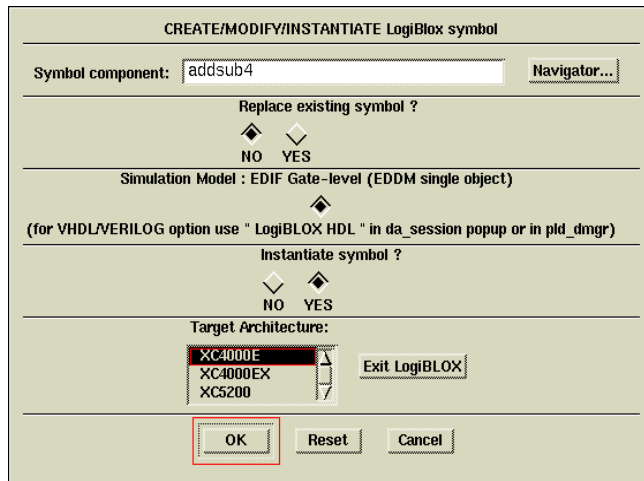 CREATE/MODIFY/INSTANTIATE LogiBlox symbol
Symbol component: addsub4 Navigator...
Replace existing symbol ?
NO YES
Simulation Model : EDIF Gate-level (EDDM single object)
(for VHDL/VERILOG option use " LogiBLOX HDL " in da_session popup or in pld_dmgr)
Instantiate symbol ?
NO YES
Target Architecture:
XC4000E
XC4000EX
XC5200
Exit LogiBLOX
OK Reset Cancel